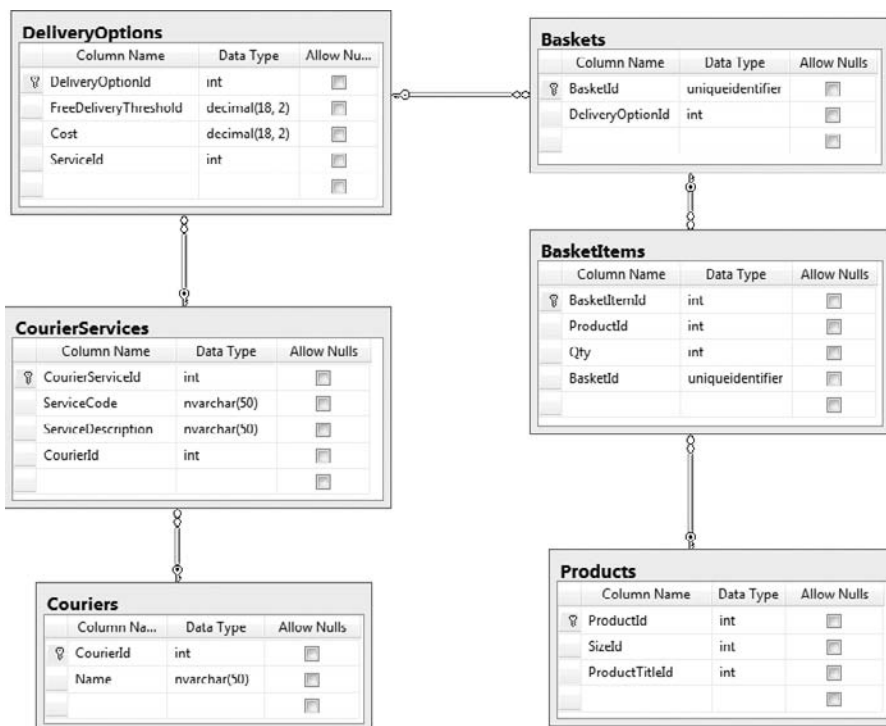 DeliveryOptions
Column Name Data Type Allow Nu...
DeliveryOptionId int
FreeDeliveryThreshold decimal(18, 2)
Cost decimal(18, 2)
ServiceId int
Baskets
Column Name Data Type Allow Nulls
BasketId uniqueidentifier
DeliveryOptionId int
BasketItems
Column Name Data Type Allow Nulls
BasketItemId int
ProductId int
Qty int
BasketId uniqueidentifier
CourierServices
Column Name Data Type Allow Nulls
CourierServiceId int
ServiceCode nvarchar(50)
ServiceDescription nvarchar(50)
CourierId int
Couriers
Column Na... Data Type Allow Nulls
CourierId int
Name nvarchar(50)
Products
Column Name Data Type Allow Nulls
ProductId int
SizeId int
ProductTitleId int